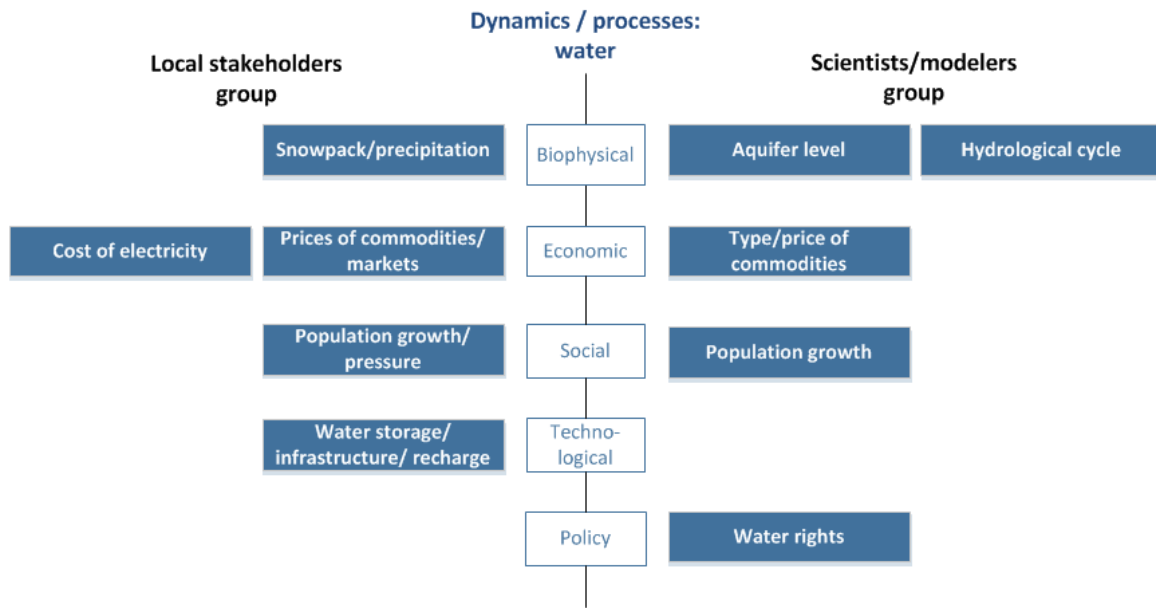 Dynamics / processes:
water
Local stakeholders
group
Scientists/modelers
group
Snowpack/precipitation
Biophysical
Aquifer level
Hydrological cycle
Cost of electricity
Prices of commodities/
markets
Economic
Type/price of
commodities
Population growth/
pressure
Social
Population growth
Water storage/
infrastructure/ recharge
Techno-
logical
Policy
Water rights